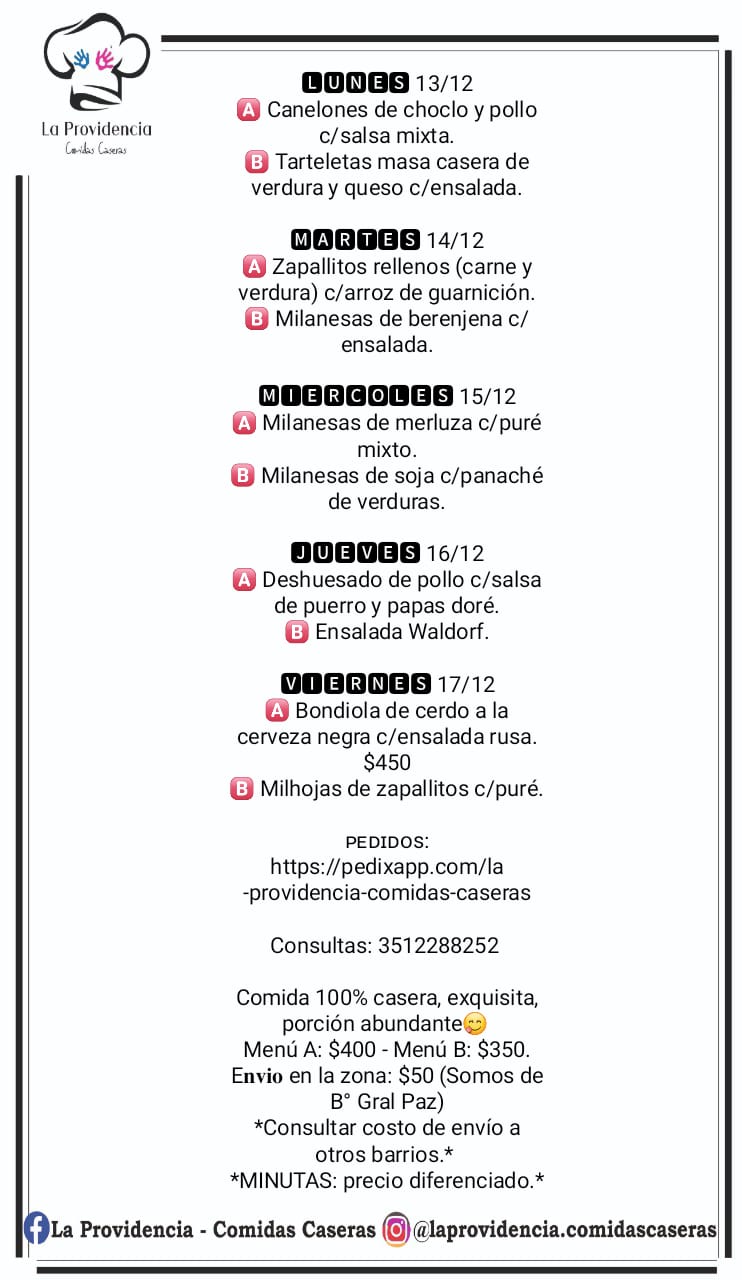 La Providencia
Comidas Caseras
LUNES 13/12
🅰 Canelones de choclo y pollo
c/salsa mixta.
🅱 Tarteletas masa casera de
verdura y queso c/ensalada.
MARTES 14/12
🅰 Zapallitos rellenos (carne y
verdura) c/arroz de guarnición.
🅱 Milanesas de berenjena c/
ensalada.
MIERCOLES 15/12
🅰 Milanesas de merluza c/puré
mixto.
🅱 Milanesas de soja c/panaché
de verduras.
JUEVES 16/12
🅰 Deshuesado de pollo c/salsa
de puerro y papas doré.
🅱 Ensalada Waldorf.
VIERNES 17/12
🅰 Bondiola de cerdo a la
cerveza negra c/ensalada rusa.
$450
🅱 Milhojas de zapallitos c/puré.
PEDIDOS:
https://pedixapp.com/la
-providencia-comidas-caseras
Consultas: 3512288252
Comida 100% casera, exquisita,
porción abundante😋
Menú A: $400 - Menú B: $350.
Envio en la zona: $50 (Somos de
B° Gral Paz)
*Consultar costo de envío a
otros barrios.*
*MINUTAS: precio diferenciado.*
La Providencia - Comidas Caseras @laprovidencia.comidascaseras